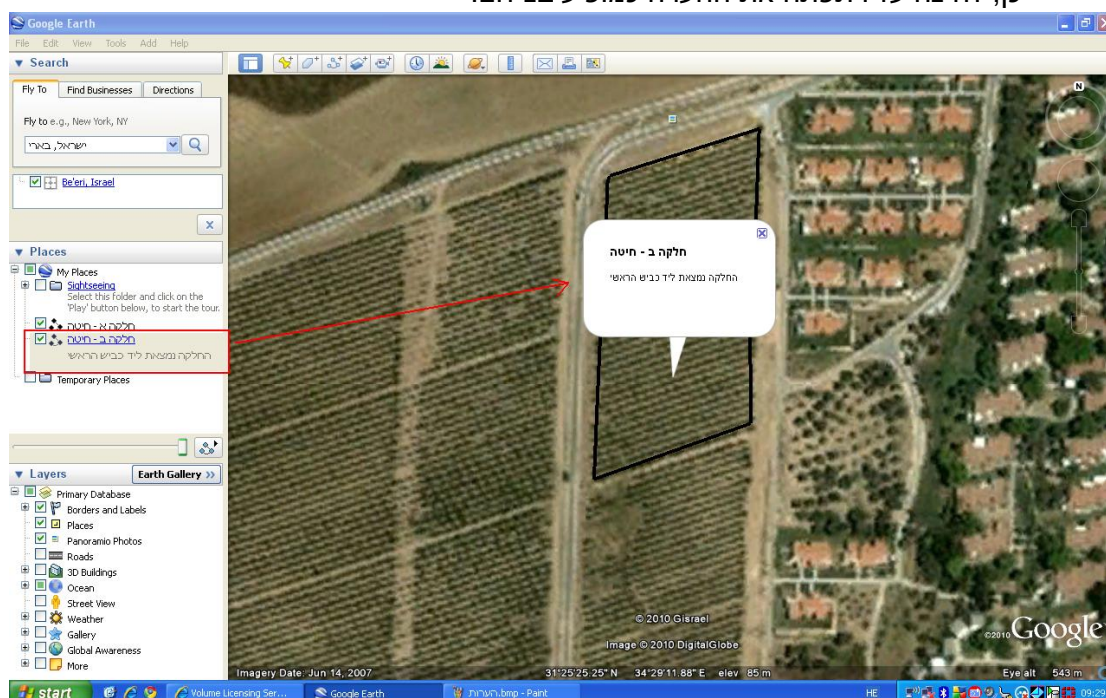 Google Earth
File Edit View Tools Add Help
Search
Fly To Find Businesses Directions
Fly to e.g., New York, NY
ישראל, בארי
Be'eri, Israel
Places
My Places
Sightseeing
Select this folder and click on the
'Play' button below, to start the tour.
חלקה א - חיטה
חלקה ב - חיטה
החלקה נמצאת ליד כביש הראשי
Temporary Places
Layers
Earth Gallery >>
Primary Database
Borders and Labels
Places
Panoramio Photos
Roads
3D Buildings
Ocean
Street View
Weather
Gallery
Global Awareness
More
N
חלקה ב - חיטה
החלקה נמצאת ליד כביש הראשי
© 2010 Gisrael
Image © 2010 DigitalGlobe
©2010 Google
Imagery Date: Jun 14, 2007
31°25'25.25" N 34°29'11.88" E elev 85 m
Eye alt 543 m
start
Volume Licensing Ser...
Google Earth
הערות.bmp - Paint
HE
09:29